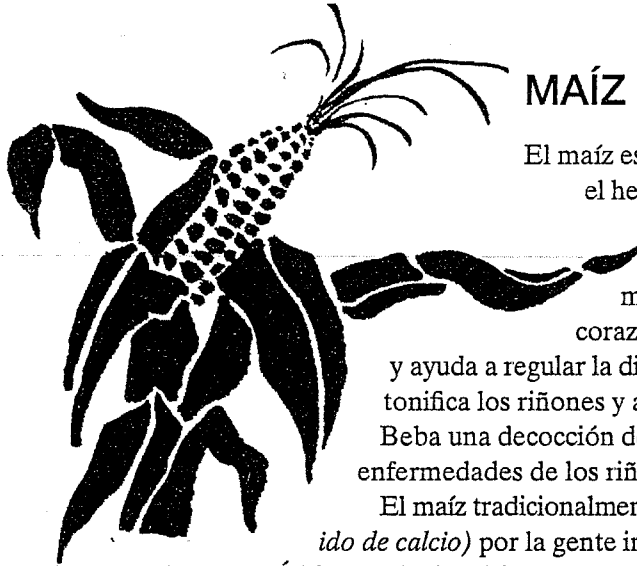 MAÍZ
El maíz es
el he
m
coraz
y ayuda a regular la di
tonifica los riñones y a
Beba una decocción d
enfermedades de los riñ
El maíz tradicionalmen
ido de calcio) por la gente in